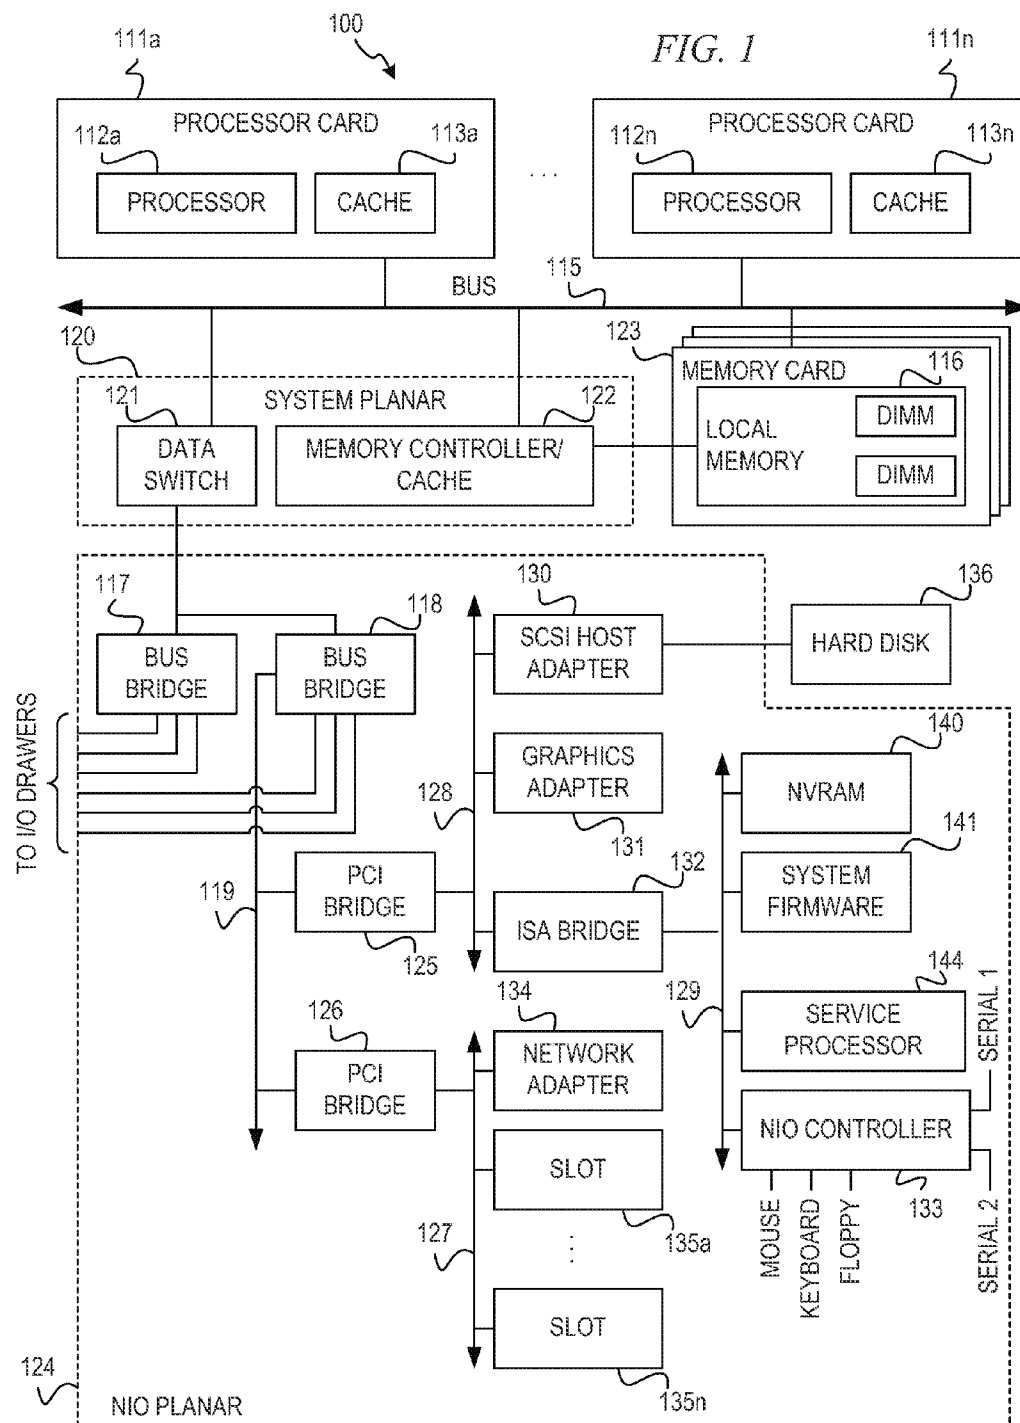 100
FIG. 1
111a
111n
PROCESSOR CARD
PROCESSOR CARD
112a
113a
112n
113n
PROCESSOR
CACHE
...
PROCESSOR
CACHE
BUS
115
120
123
MEMORY CARD
116
121
SYSTEM PLANAR
122
DATA
SWITCH
MEMORY CONTROLLER/
CACHE
LOCAL
MEMORY
DIMM
DIMM
117
118
130
136
BUS
BRIDGE
BUS
BRIDGE
SCSI HOST
ADAPTER
HARD DISK
TO I/O DRAWERS
140
GRAPHICS
ADAPTER
NVRAM
128
131
141
119
PCI
BRIDGE
132
SYSTEM
FIRMWARE
125
ISA BRIDGE
144
126
134
129
SERVICE
PROCESSOR
SERIAL 1
PCI
BRIDGE
NETWORK
ADAPTER
NIO CONTROLLER
SLOT
133
135a
127
...
MOUSE
KEYBOARD
FLOPPY
SERIAL 2
SLOT
135n
124
NIO PLANAR